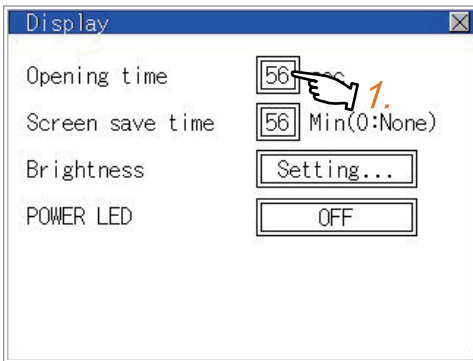 Display
Opening time 56
1.
Screen save time 56 Min(0:None)
Brightness Setting...
POWER LED OFF